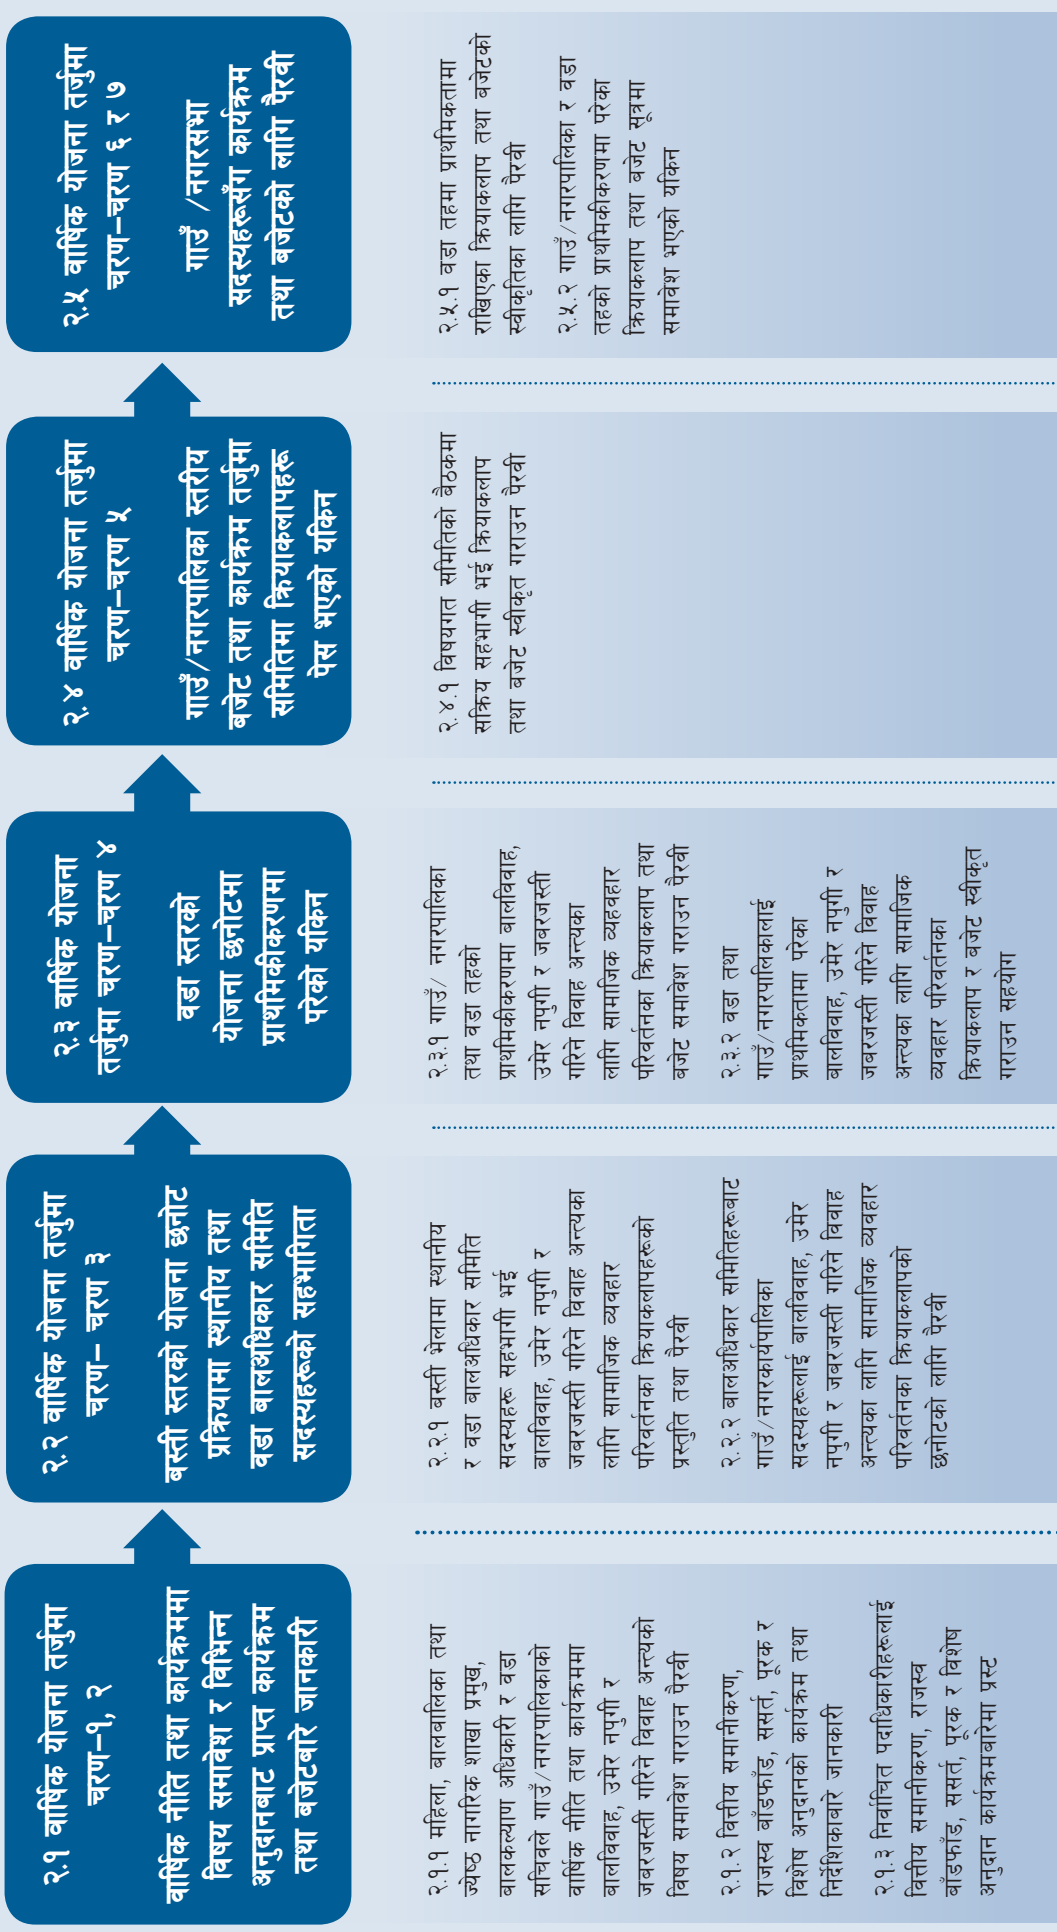 २.१ वार्षिक योजना तर्जुमा
चरण–१, २
वार्षिक नीति तथा कार्यक्रममा
विषय समावेश र विभिन्न
अनुदानबाट प्राप्त कार्यक्रम
तथा बजेटबारे जानकारी
२.१.१ महिला, बालबालिका तथा
ज्येष्ठ नागरिक शाखा प्रमुख,
बालकल्याण अधिकारी र वडा
सचिवले गाउँ/नगरपालिकाको
वार्षिक नीति तथा कार्यक्रममा
बालविवाह, उमेर नपुगी र
जबरजस्ती गरिने विवाह अन्त्यको
विषय समावेश गराउन पैरवी
२.१.२ वित्तीय समानीकरण,
राजस्व बाँडफाँड, ससर्त, पूरक र
विशेष अनुदानको कार्यक्रम तथा
निर्देशिकाबारे जानकारी
२.१.३ निर्वाचित पदाधिकारीहरूलाई
वित्तीय समानीकरण, राजस्व
बाँडफाँड, ससर्त, पूरक र विशेष
अनुदान कार्यक्रमबारेमा प्रस्ट
२.२ वार्षिक योजना तर्जुमा
चरण– चरण ३
बस्ती स्तरको योजना छनोट
प्रक्रियामा स्थानीय तथा
वडा बालअधिकार समिति
सदस्यहरूको सहभागिता
२.२.१ बस्ती भेलामा स्थानीय
र वडा बालअधिकार समिति
सदस्यहरू सहभागी भई
बालविवाह, उमेर नपुगी र
जबरजस्ती गरिने विवाह अन्त्यका
लागि सामाजिक व्यवहार
परिवर्तनका क्रियाकलापहरूको
प्रस्तुति तथा पैरवी
२.२.२ बालअधिकार समितिहरूबाट
गाउँ/नगरकार्यपालिका
सदस्यहरूलाई बालविवाह, उमेर
नपुगी र जबरजस्ती गरिने विवाह
अन्त्यका लागि सामाजिक व्यवहार
परिवर्तनका क्रियाकलापको
छनोटको लागि पैरवी
२.३ वार्षिक योजना
तर्जुमा चरण–चरण ४
वडा स्तरको
योजना छनोटमा
प्राथमिकीकरणमा
परेको यकिन
२.३.१ गाउँ/ नगरपालिका
तथा वडा तहको
प्राथमिकीकरणमा बालविवाह,
उमेर नपुगी र जबरजस्ती
गरिने विवाह अन्त्यका
लागि सामाजिक व्यहवहार
परिवर्तनका क्रियाकलाप तथा
बजेट समावेश गराउन पैरवी
२.३.२ वडा तथा
गाउँ/नगरपालिकालाई
प्राथमिकतामा परेका
बालविवाह, उमेर नपुगी र
जबरजस्ती गरिने विवाह
अन्त्यका लागि सामाजिक
व्यवहार परिवर्तनका
क्रियाकलाप र बजेट स्वीकृत
गराउन सहयोग
२.४ वार्षिक योजना तर्जुमा
चरण–चरण ५
गाउँ/नगरपालिका स्तरीय
बजेट तथा कार्यक्रम तर्जुमा
समितिमा क्रियाकलापहरू
पेस भएको यकिन
२.४.१ विषयगत समितिको बैठकमा
सक्रिय सहभागी भई क्रियाकलाप
तथा बजेट स्वीकृत गराउन पैरवी
२.५ वार्षिक योजना तर्जुमा
चरण–चरण ६ र ७
गाउँ /नगरसभा
सदस्यहरूसँग कार्यक्रम
तथा बजेटको लागि पैरवी
२.५.१ वडा तहमा प्राथमिकतामा
राखिएका क्रियाकलाप तथा बजेटको
स्वीकृतिका लागि पैरवी
२.५.२ गाउँ/नगरपालिका र वडा
तहको प्राथमिकीकरणमा परेका
क्रियाकलाप तथा बजेट सूत्रमा
समावेश भएको यकिन